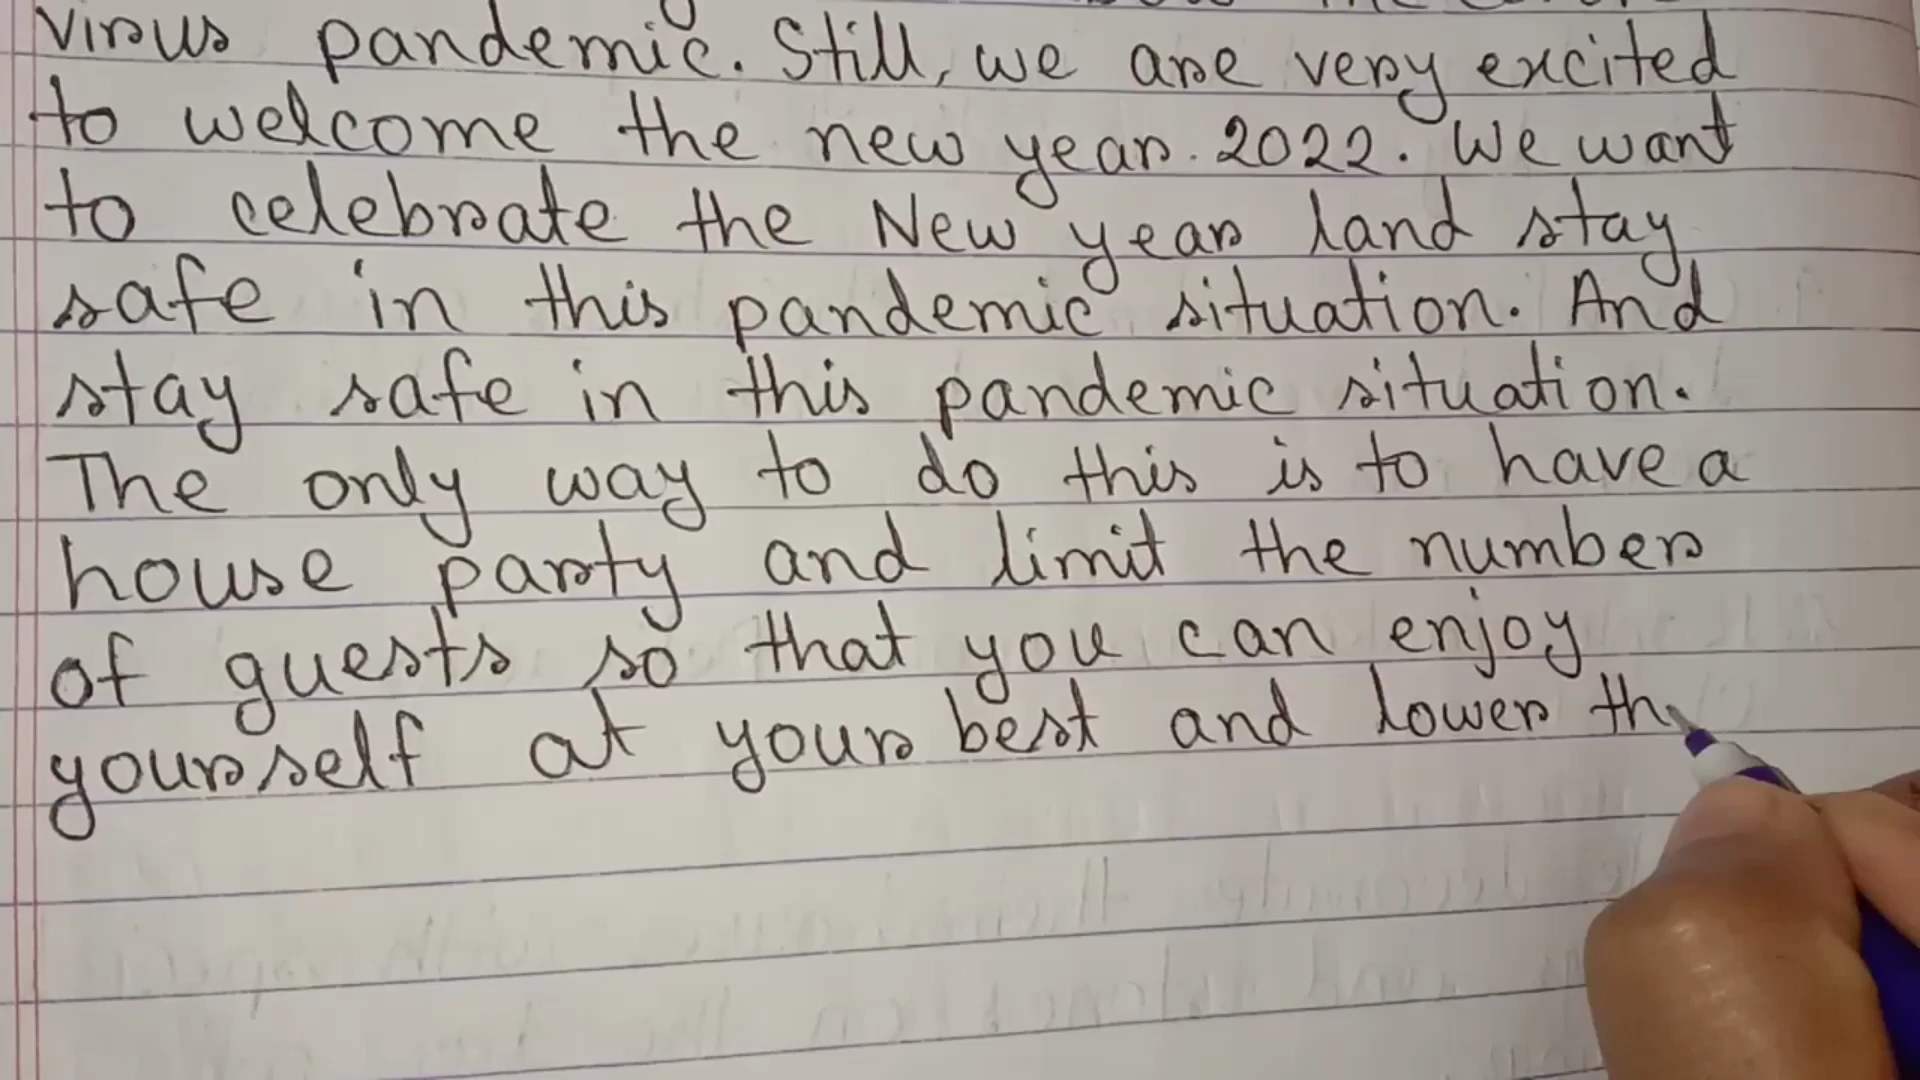 virus pandemic. Still, we are very excited
to welcome the new year. 2022. We want
to celebrate the New year land stay
safe in this pandemic situation. And
stay safe in this pandemic situation.
The only way to do this is to have a
house party and limit the number
of guests so that you can enjoy
yourself at your best and lower th